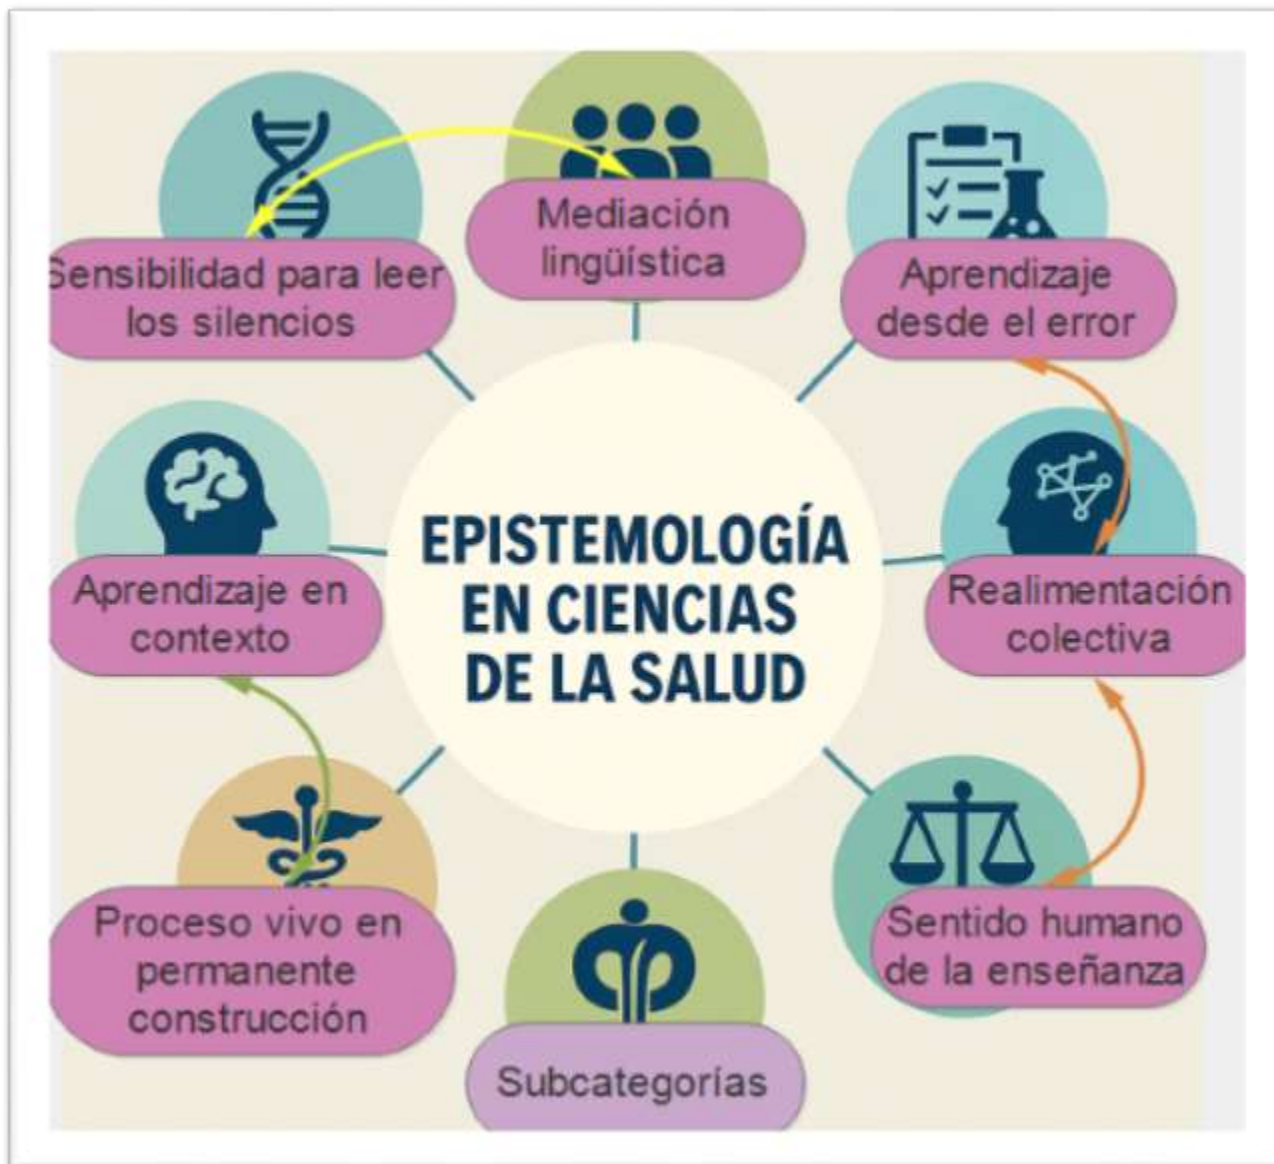 Mediación
lingüística
Sensibilidad para leer
los silencios
Aprendizaje
desde el error
EPISTEMOLOGÍA
EN CIENCIAS
DE LA SALUD
Aprendizaje en
contexto
Realimentación
colectiva
Proceso vivo en
permanente
construcción
Sentido humano
de la enseñanza
Subcategorías